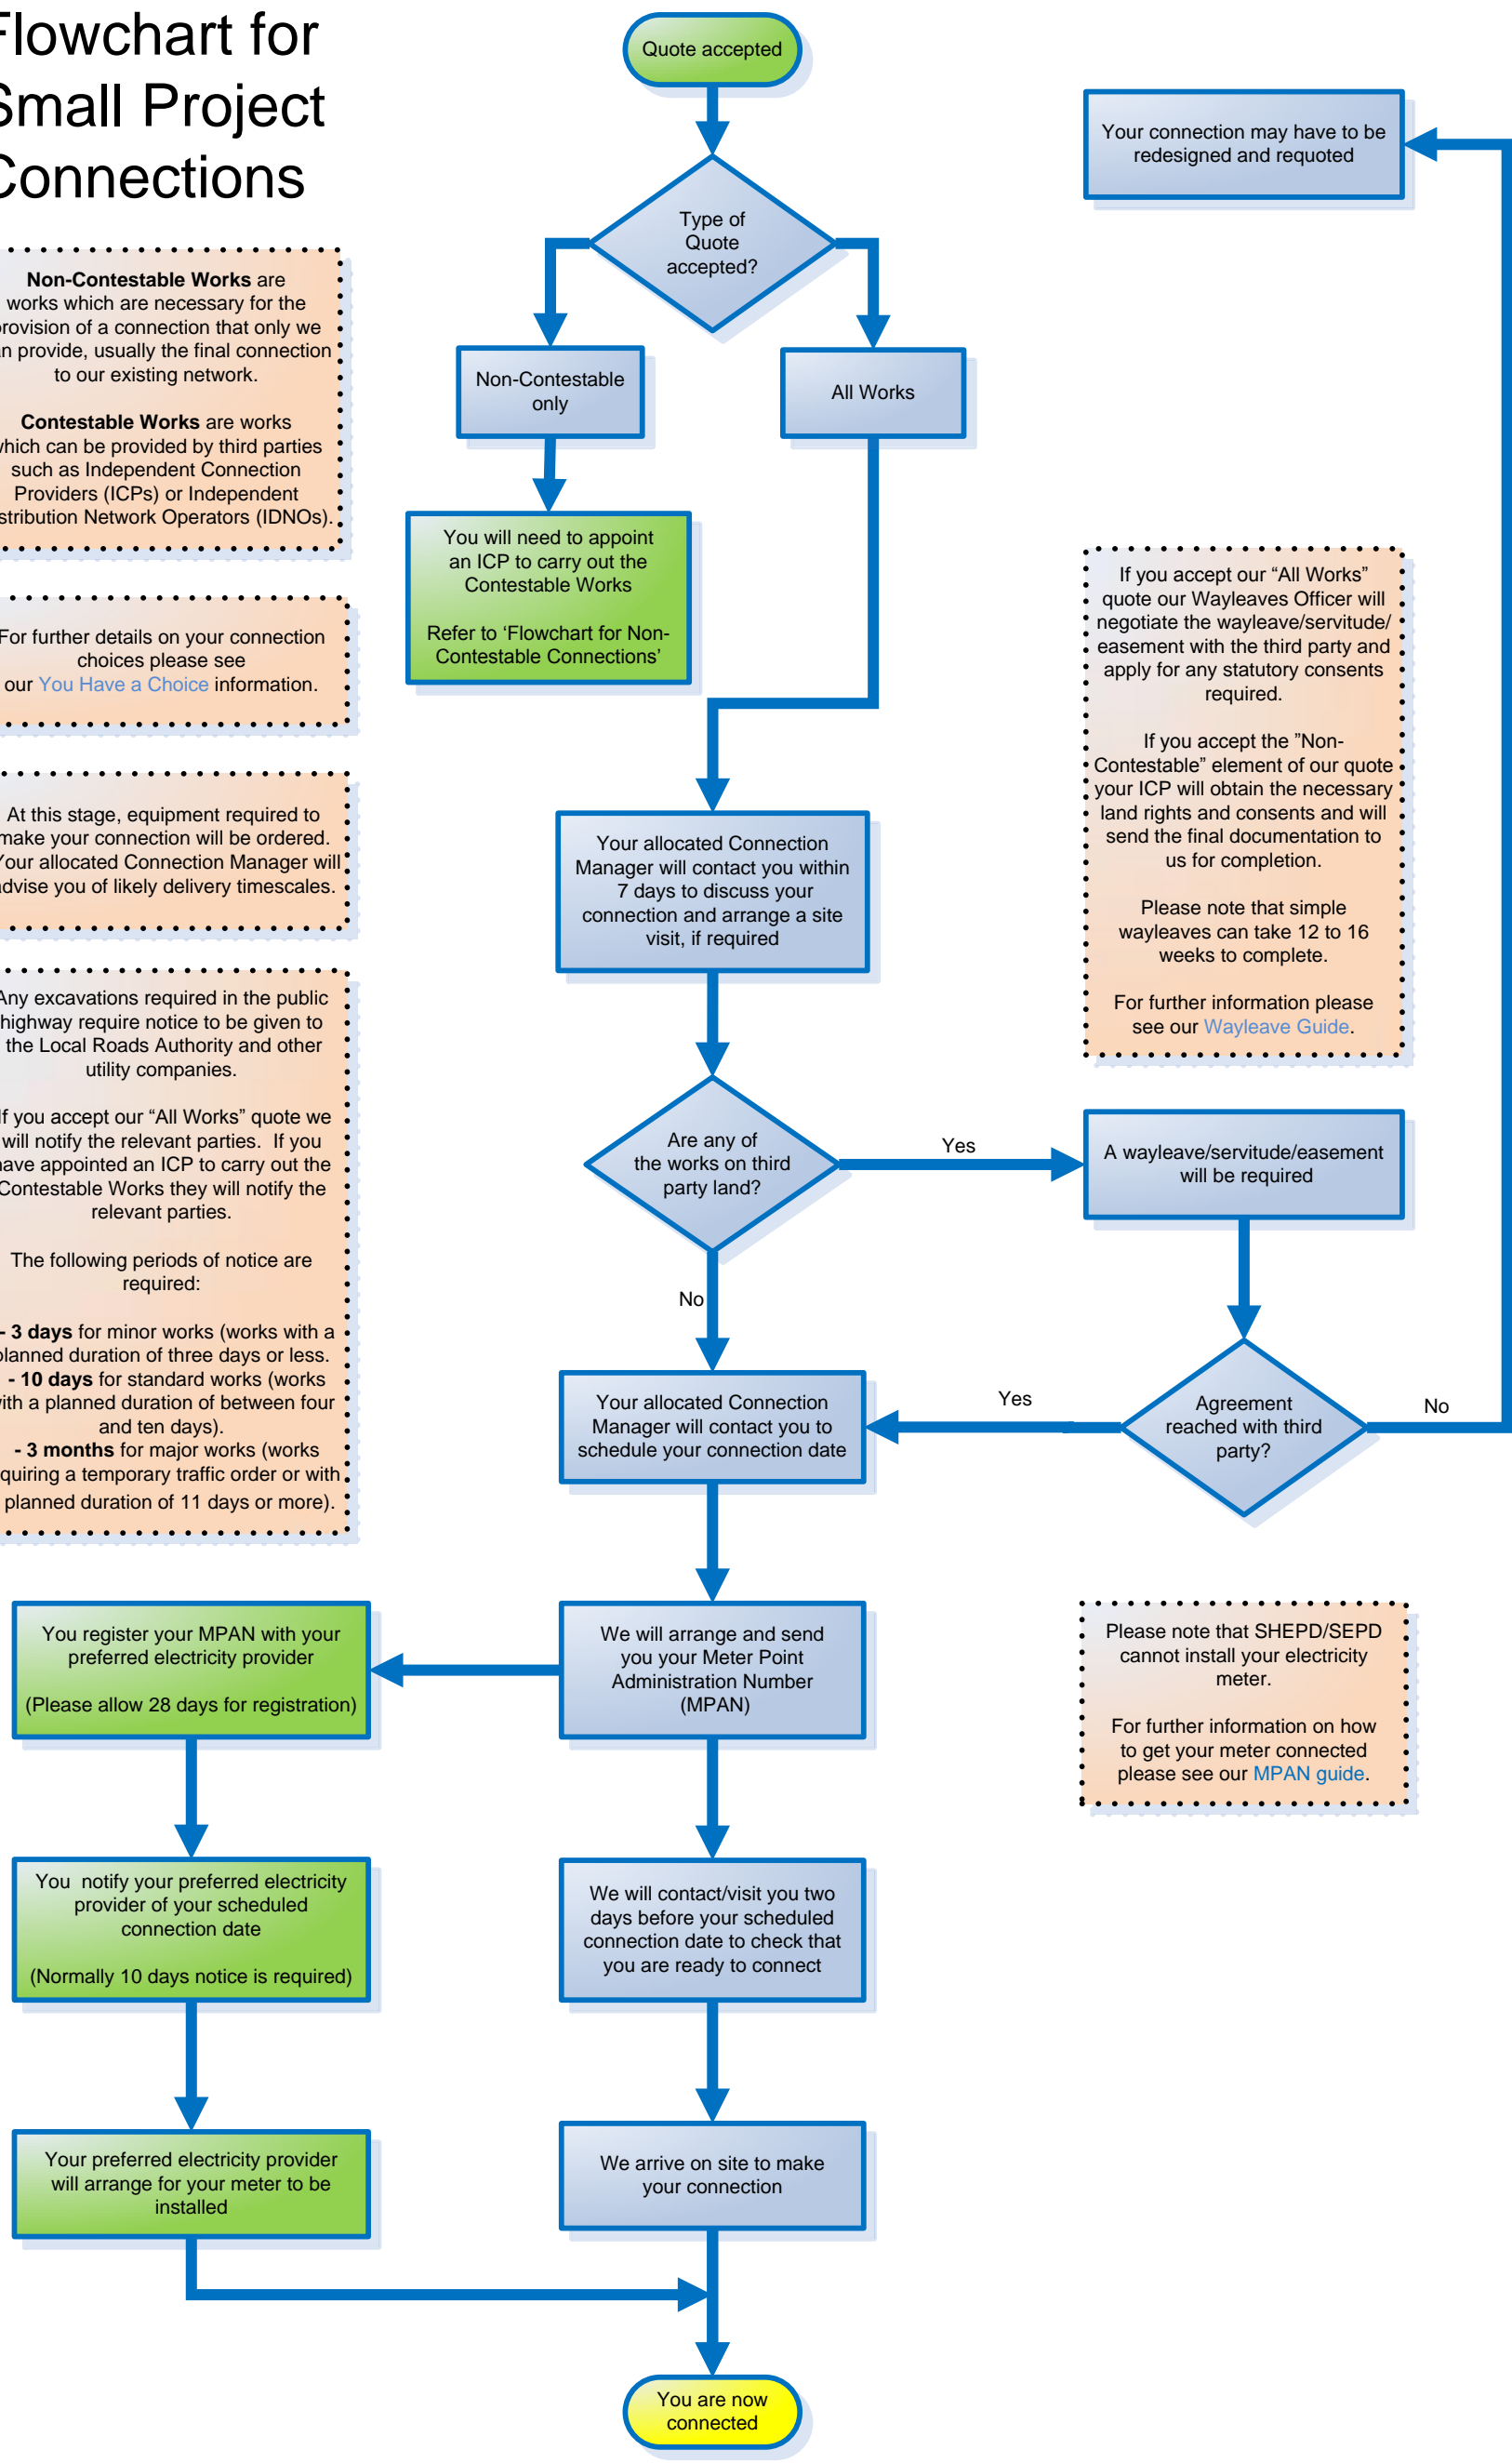 Flowchart for
Small Project
Connections
Non-Contestable Works are
works which are necessary for the
provision of a connection that only we
an provide, usually the final connection
to our existing network.
Contestable Works are works
which can be provided by third parties
such as Independent Connection
Providers (ICPs) or Independent
stribution Network Operators (IDNOs).
For further details on your connection
choices please see
our You Have a Choice information.
At this stage, equipment required to
make your connection will be ordered.
Your allocated Connection Manager will
advise you of likely delivery timescales.
Any excavations required in the public
highway require notice to be given to
the Local Roads Authority and other
utility companies.
If you accept our “All Works” quote we
will notify the relevant parties. If you
have appointed an ICP to carry out the
Contestable Works they will notify the
relevant parties.
The following periods of notice are
required:
- 3 days for minor works (works with a
planned duration of three days or less.
- 10 days for standard works (works
with a planned duration of between four
and ten days).
- 3 months for major works (works
quiring a temporary traffic order or with
planned duration of 11 days or more).
Quote accepted
Type of
Quote
accepted?
Non-Contestable
only
All Works
You will need to appoint
an ICP to carry out the
Contestable Works
Refer to ‘Flowchart for Non-
Contestable Connections’
Your allocated Connection
Manager will contact you within
7 days to discuss your
connection and arrange a site
visit, if required
Are any of
the works on third
party land?
Yes
No
A wayleave/servitude/easement
will be required
Agreement
reached with third
party?
Yes
No
Your connection may have to be
redesigned and requoted
If you accept our “All Works”
quote our Wayleaves Officer will
negotiate the wayleave/servitude/
easement with the third party and
apply for any statutory consents
required.
If you accept the ”Non-
Contestable” element of our quote
your ICP will obtain the necessary
land rights and consents and will
send the final documentation to
us for completion.
Please note that simple
wayleaves can take 12 to 16
weeks to complete.
For further information please
see our Wayleave Guide.
Your allocated Connection
Manager will contact you to
schedule your connection date
We will arrange and send
you your Meter Point
Administration Number
(MPAN)
Please note that SHEPD/SEPD
cannot install your electricity
meter.
For further information on how
to get your meter connected
please see our MPAN guide.
You register your MPAN with your
preferred electricity provider
(Please allow 28 days for registration)
You notify your preferred electricity
provider of your scheduled
connection date
(Normally 10 days notice is required)
Your preferred electricity provider
will arrange for your meter to be
installed
We will contact/visit you two
days before your scheduled
connection date to check that
you are ready to connect
We arrive on site to make
your connection
You are now
connected